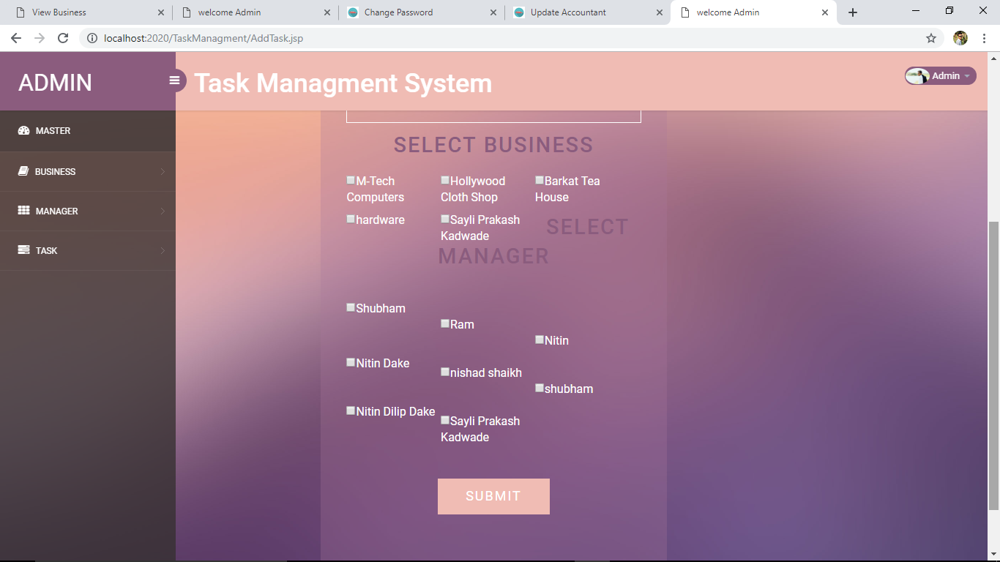 View Business
welcome Admin
Change Password
Update Accountant
welcome Admin
localhost:2020/TaskManagment/AddTask.jsp
ADMIN
Task Managment System
Admin
MASTER
BUSINESS
MANAGER
TASK
SELECT BUSINESS
M-Tech
Computers
Hollywood
Cloth Shop
Barkat Tea
House
hardware
Sayli Prakash
Kadwade
SELECT
MANAGER
Shubham
Ram
Nitin
Nitin Dake
nishad shaikh
shubham
Nitin Dilip Dake
Sayli Prakash
Kadwade
SUBMIT